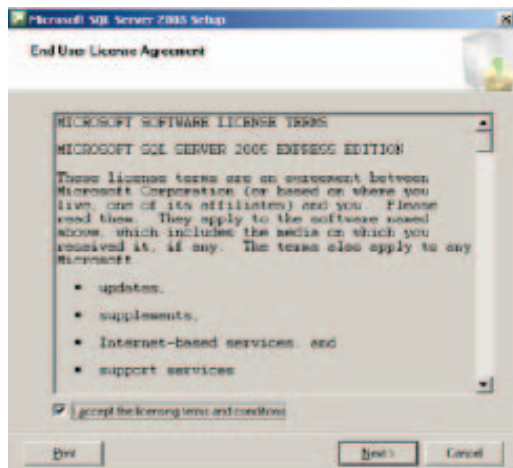 Microsoft SQL Server 2005 Setup
End User License Agreement
MICROSOFT SOFTWARE LICENSE TERMS
MICROSOFT SQL SERVER 2005 EXPRESS EDITION
These license terms are an agreement between
Microsoft Corporation (or based on where you
live, one of its affiliates) and you.  Please
read them.  They apply to the software named
above, which includes the media on which you
received it, if any.  The terms also apply to any
Microsoft
• updates,
• supplements,
• Internet-based services, and
• support services
I accept the licensing terms and conditions
Print
Next >
Cancel